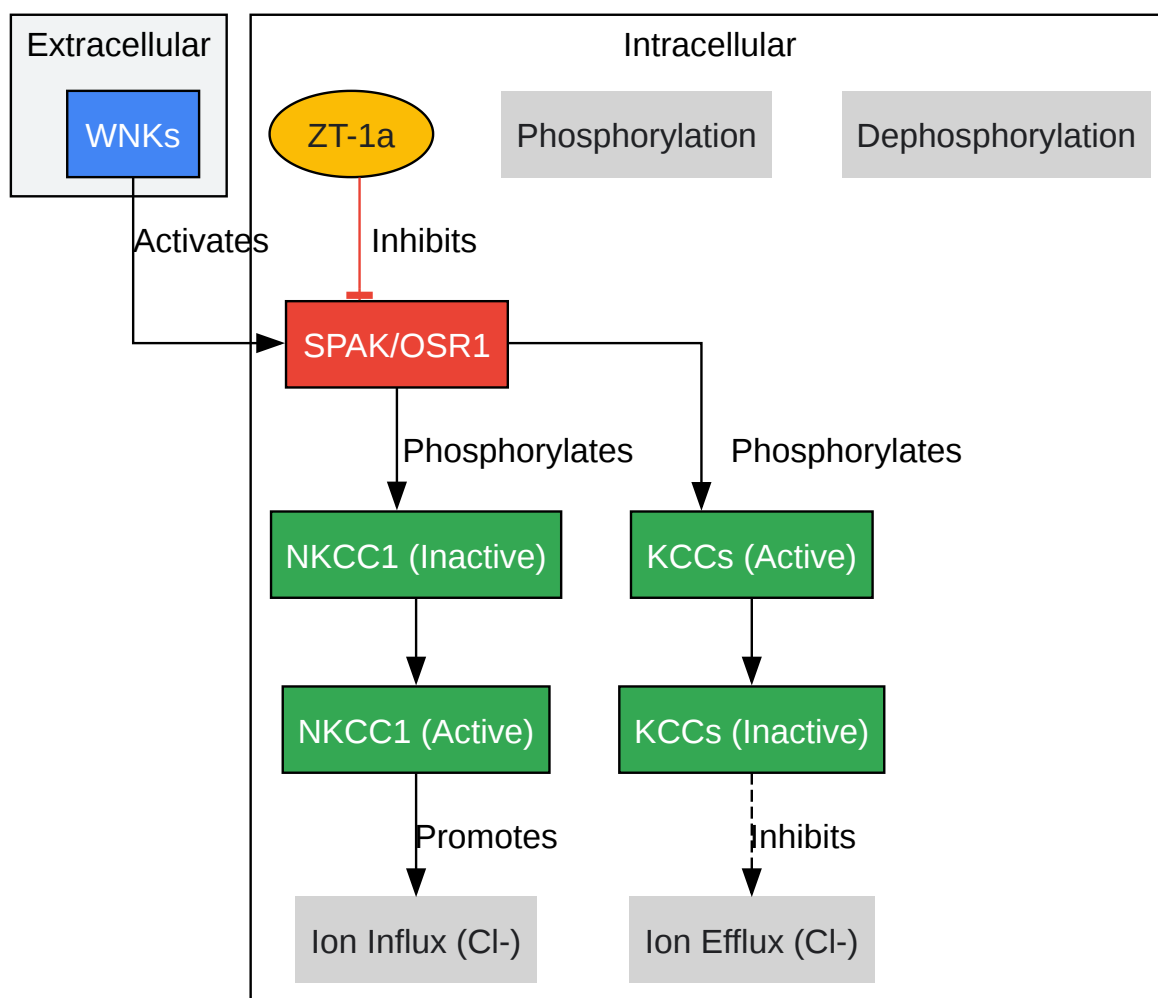 Extracellular
Intracellular
WNKs
ZT-1a
Phosphorylation
Dephosphorylation
Activates
Inhibits
SPAK/OSR1
Phosphorylates
Phosphorylates
NKCC1 (Inactive)
KCCs (Active)
NKCC1 (Active)
KCCs (Inactive)
Promotes
Inhibits
Ion Influx (Cl-)
Ion Efflux (Cl-)